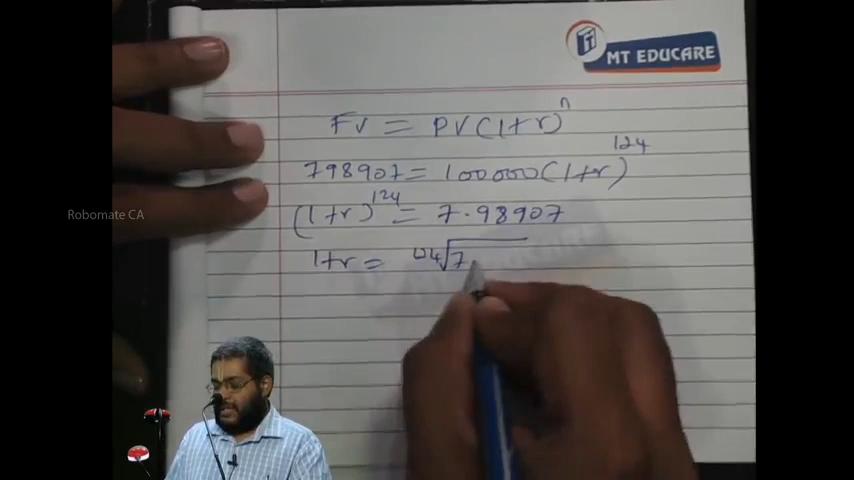 MT EDUCARE
FV = PV(1+r)^n
798907 = 100000(1+r)^124
(1+r)^124 = 7.98907
Robomate CA
1+r = 124√7.